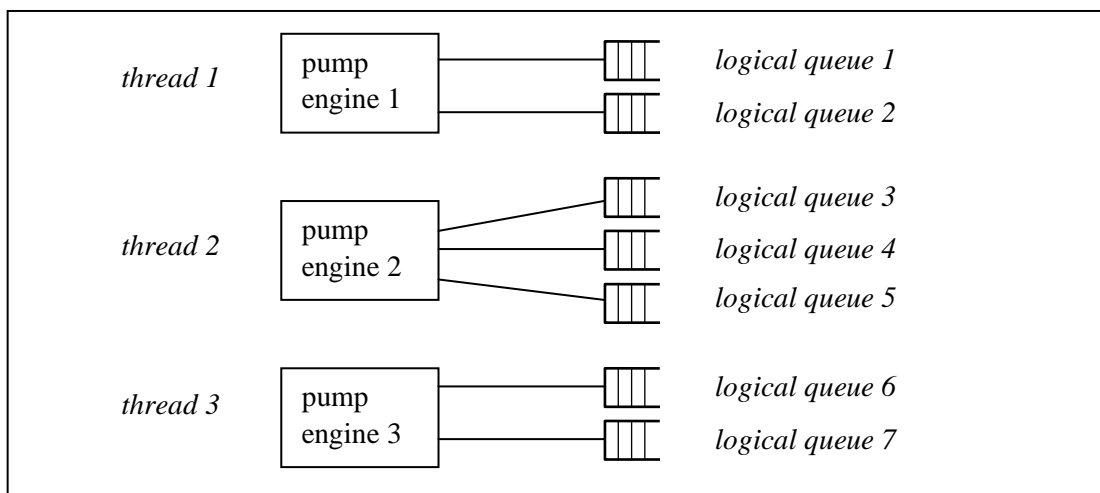 thread 1
pump
engine 1
logical queue 1
logical queue 2
thread 2
pump
engine 2
logical queue 3
logical queue 4
logical queue 5
thread 3
pump
engine 3
logical queue 6
logical queue 7